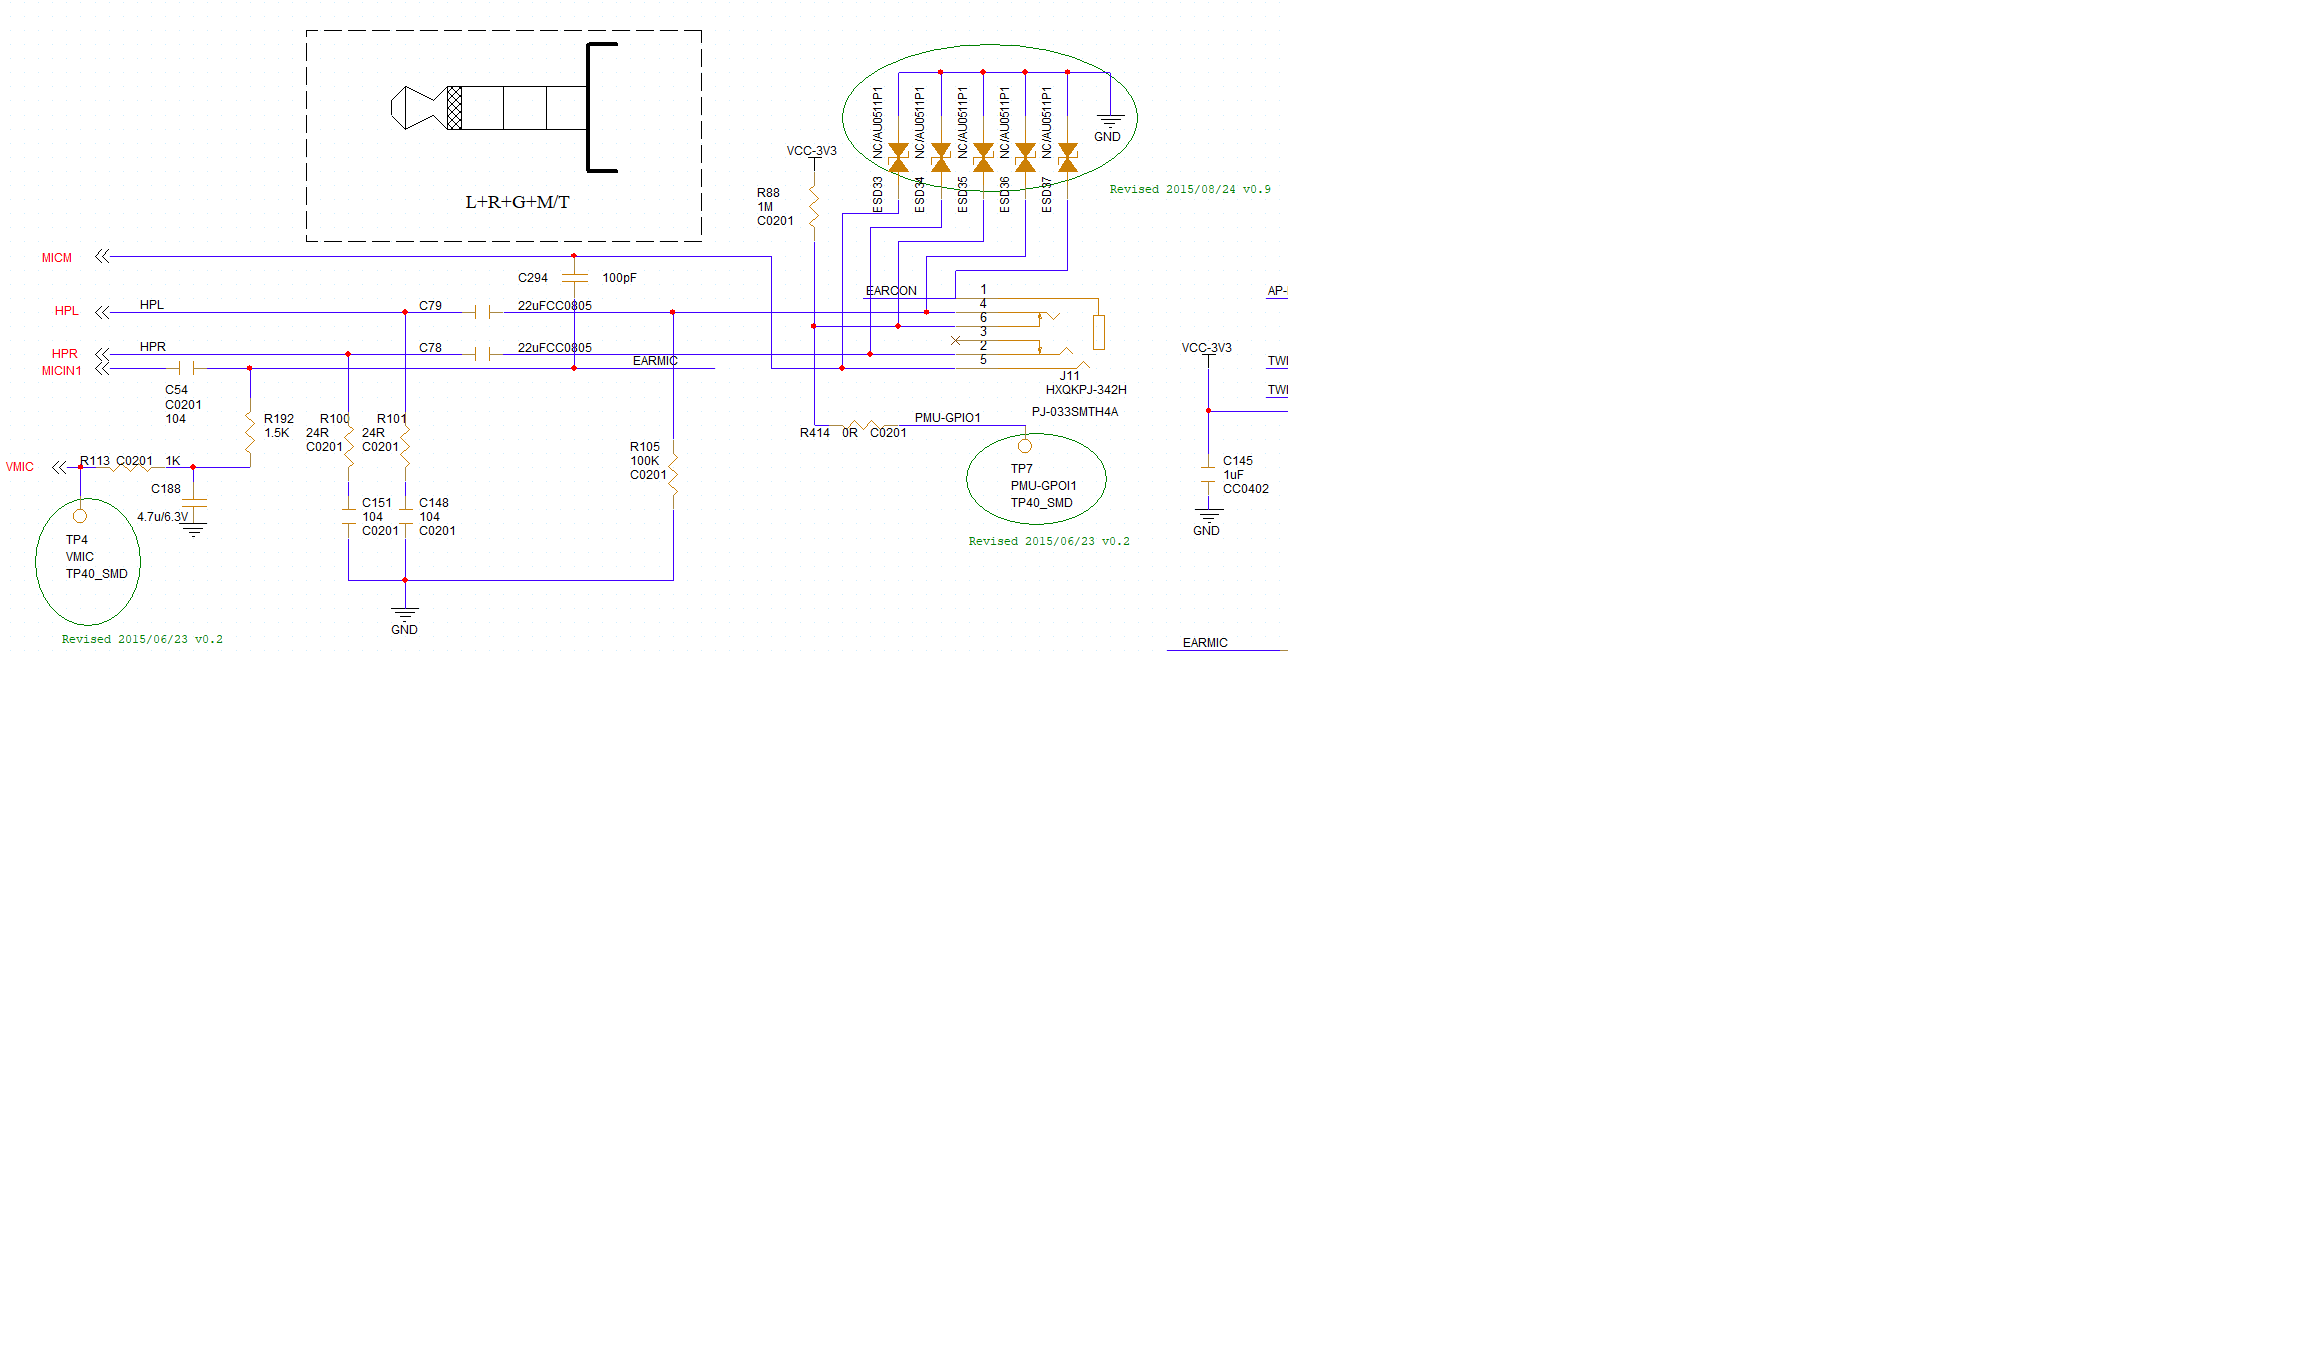 L+R+G+M/T
NC/AU0511P1
NC/AU0511P1
NC/AU0511P1
NC/AU0511P1
NC/AU0511P1
GND
VCC-3V3
ESD33
ESD34
ESD35
ESD36
ESD37
Revised 2015/08/24 v0.9
R88
1M
C0201
MICM
C294
100pF
EARCON
1
AP-
HPL
HPL
C79
22uFCC0805
4
6
3
HPR
HPR
C78
22uFCC0805
2
VCC-3V3
MICIN1
EARMIC
5
TWI
J11
HXQKPJ-342H
TWI
PJ-033SMTH4A
C54
C0201
104
R192
1.5K
R100
24R
C0201
R101
24R
C0201
R414 0R C0201
PMU-GPIO1
R105
100K
C0201
VMIC
R113 C0201 1K
TP7
PMU-GPOI1
TP40_SMD
C145
1uF
CC0402
C188
4.7u/6.3V
C151
104
C0201
C148
104
C0201
GND
TP4
VMIC
TP40_SMD
Revised 2015/06/23 v0.2
GND
Revised 2015/06/23 v0.2
EARMIC